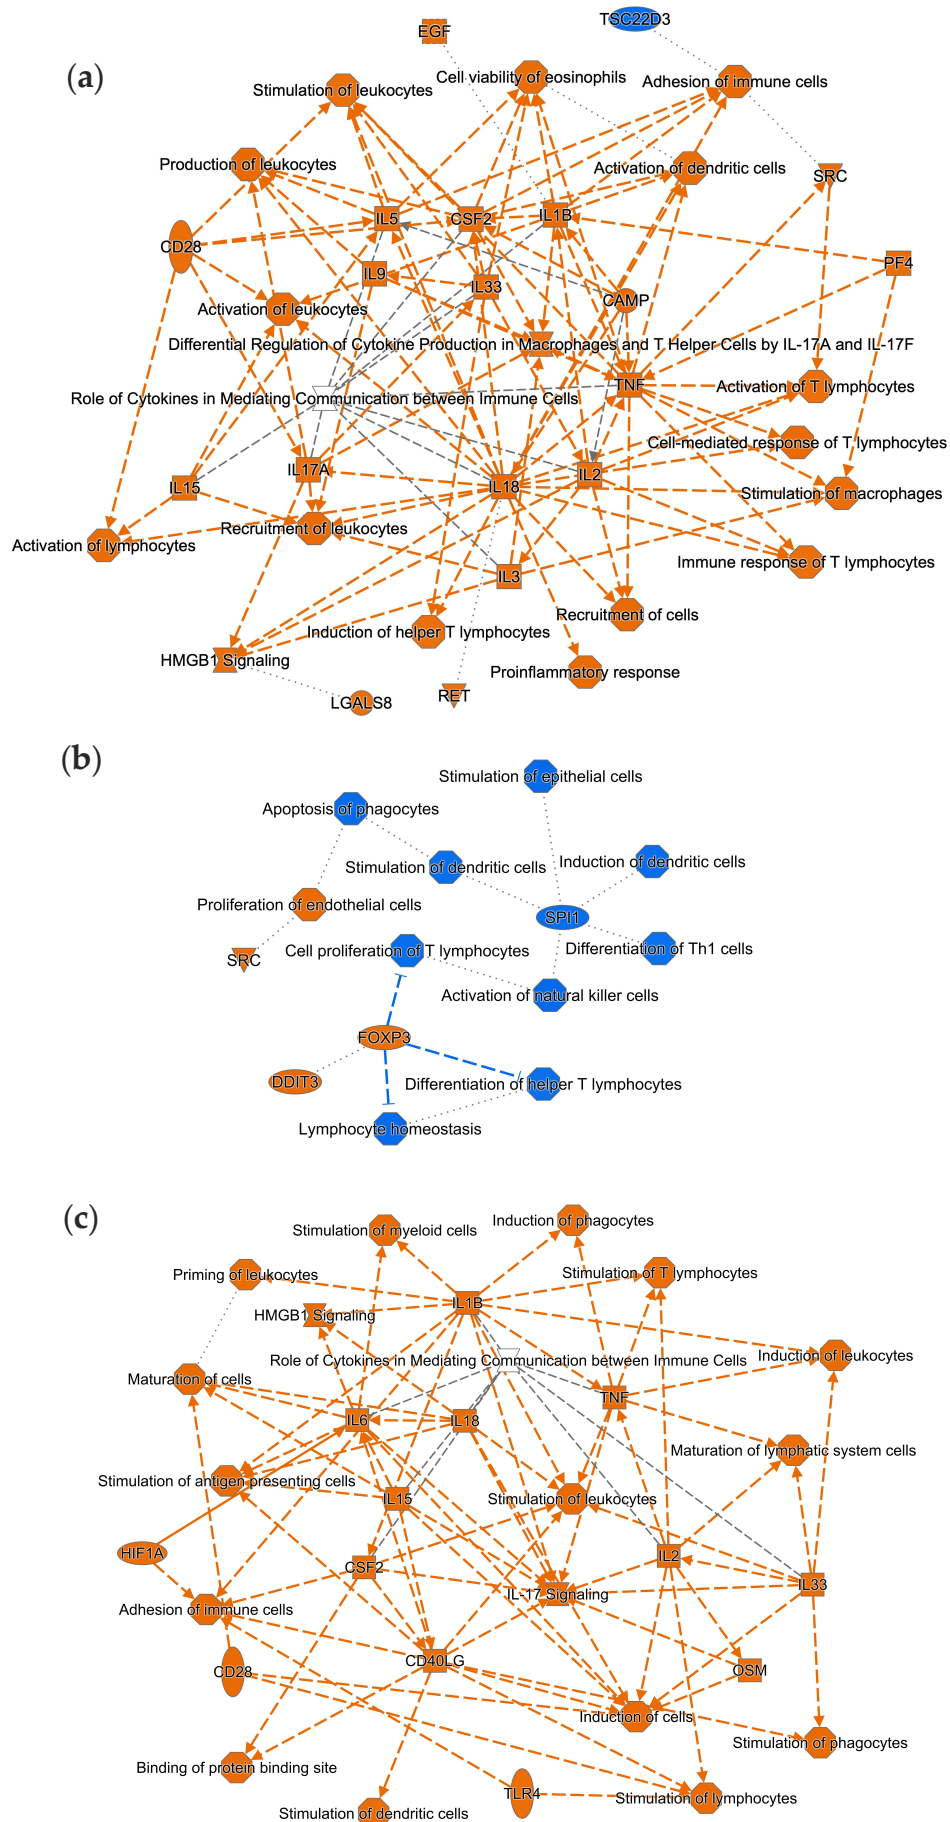 TSC22D3
EGF
(a)
Cell viability of eosinophils
Adhesion of immune cells
Stimulation of leukocytes
Production of leukocytes
Activation of dendritic cells
SRC
IL5
CSF2
IL1B
CD28
PF4
IL9
IL33
CAMP
Activation of leukocytes
Differential Regulation of Cytokine Production in Macrophages and T Helper Cells by IL-17A and IL-17F
TNF
Activation of T lymphocytes
Role of Cytokines in Mediating Communication between Immune Cells
Cell-mediated response of T lymphocytes
IL17A
IL2
IL15
IL18
Stimulation of macrophages
Recruitment of leukocytes
Activation of lymphocytes
Immune response of T lymphocytes
IL3
Recruitment of cells
Induction of helper T lymphocytes
HMGB1 Signaling
Proinflammatory response
RET
LGALS8
(b)
Stimulation of epithelial cells
Apoptosis of phagocytes
Induction of dendritic cells
Stimulation of dendritic cells
Proliferation of endothelial cells
SPI1
Cell proliferation of T lymphocytes
Differentiation of Th1 cells
SRC
Activation of natural killer cells
FOXP3
DDIT3
Differentiation of helper T lymphocytes
Lymphocyte homeostasis
(c)
Induction of phagocytes
Stimulation of myeloid cells
Priming of leukocytes
Stimulation of T lymphocytes
IL1B
HMGB1 Signaling
Role of Cytokines in Mediating Communication between Immune Cells
Induction of leukocytes
Maturation of cells
TNF
IL6
IL18
Maturation of lymphatic system cells
Stimulation of antigen presenting cells
IL15
Stimulation of leukocytes
HIF1A
IL2
CSF2
IL33
IL-17 Signaling
Adhesion of immune cells
CD40LG
CD28
OSM
Induction of cells
Stimulation of phagocytes
Binding of protein binding site
TLR4
Stimulation of lymphocytes
Stimulation of dendritic cells